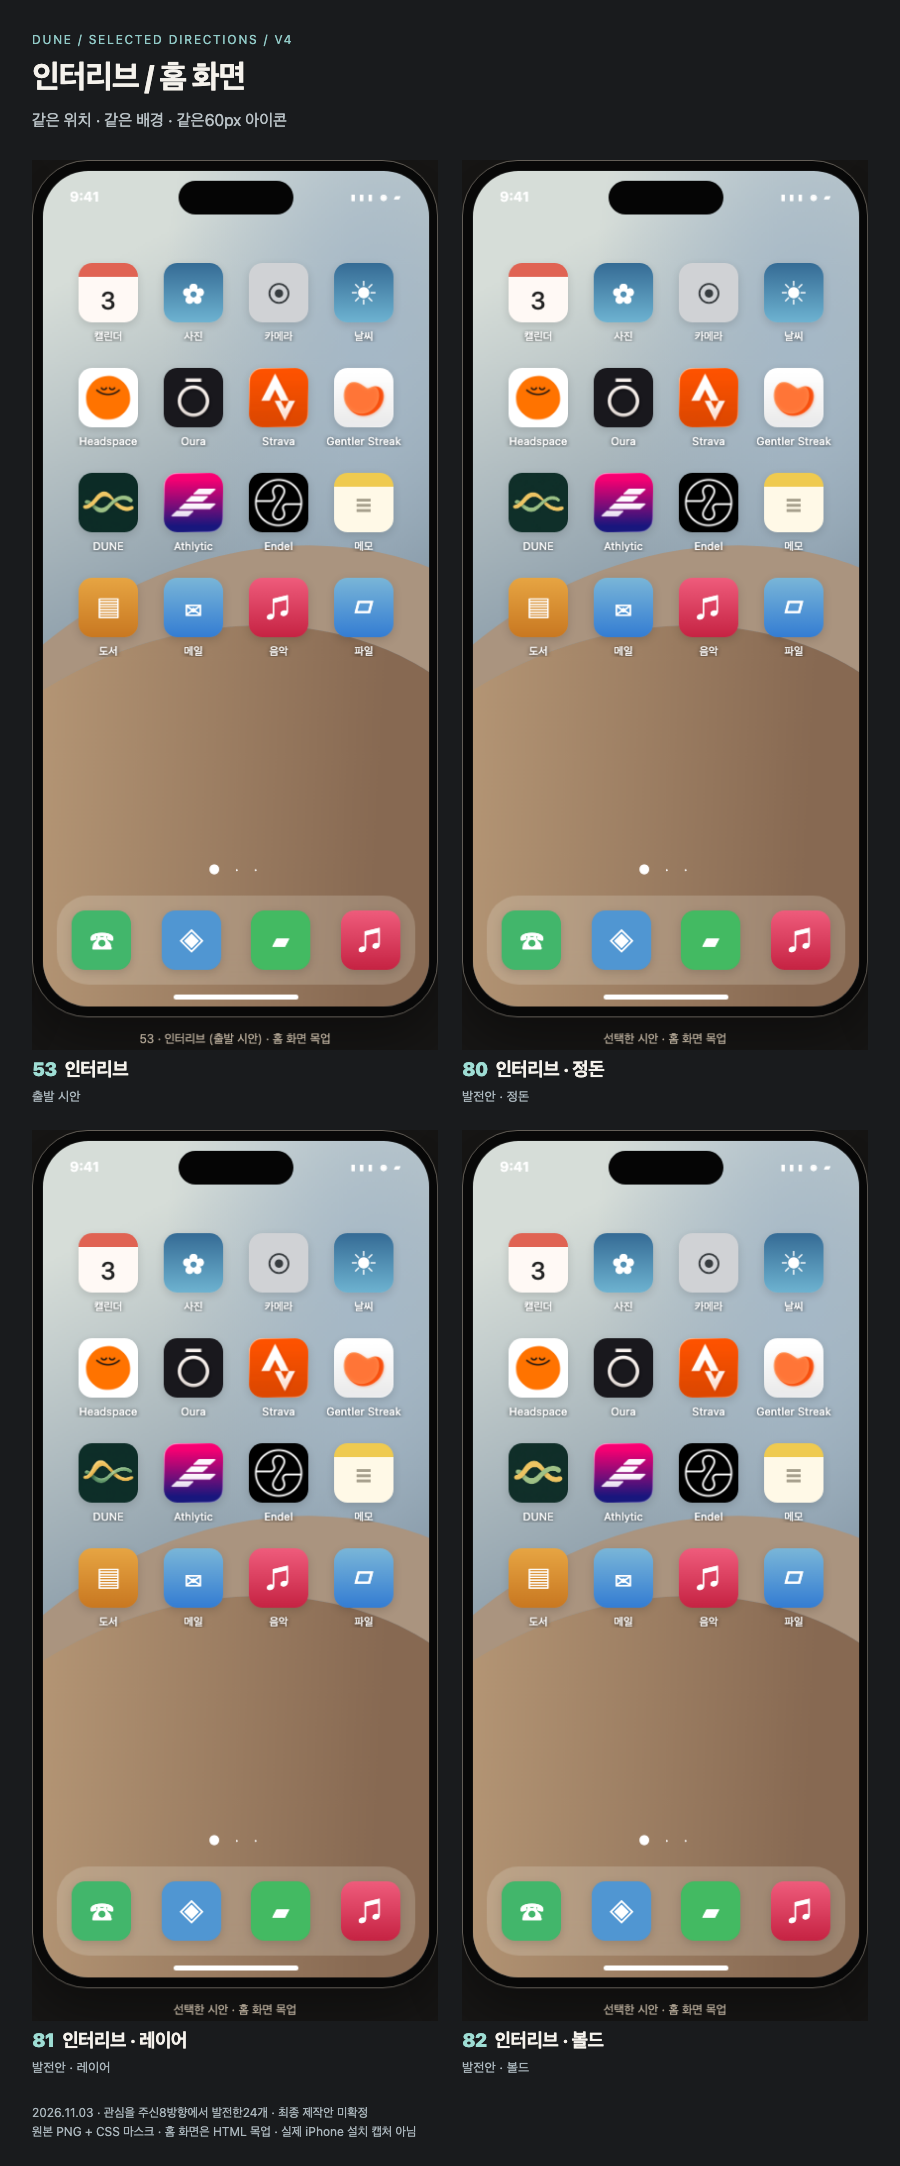 DUNE / SELECTED DIRECTIONS / V4
인터리브 / 홈 화면
같은 위치 · 같은 배경 · 같은60px 아이콘
9:41
3
캘린더 사진 카메라 날씨
Headspace Oura Strava Gentler Streak
DUNE Athlytic Endel 메모
도서 메일 음악 파일
53 · 인터리브 (출발 시안) · 홈 화면 목업
53 인터리브
출발 시안
9:41
3
캘린더 사진 카메라 날씨
Headspace Oura Strava Gentler Streak
DUNE Athlytic Endel 메모
도서 메일 음악 파일
선택한 시안 · 홈 화면 목업
80 인터리브 · 정돈
발전안 · 정돈
9:41
3
캘린더 사진 카메라 날씨
Headspace Oura Strava Gentler Streak
DUNE Athlytic Endel 메모
도서 메일 음악 파일
선택한 시안 · 홈 화면 목업
81 인터리브 · 레이어
발전안 · 레이어
9:41
3
캘린더 사진 카메라 날씨
Headspace Oura Strava Gentler Streak
DUNE Athlytic Endel 메모
도서 메일 음악 파일
선택한 시안 · 홈 화면 목업
82 인터리브 · 볼드
발전안 · 볼드
2026.11.03 · 관심을 주신8방향에서 발전한24개 · 최종 제작안 미확정
원본 PNG + CSS 마스크 · 홈 화면은 HTML 목업 · 실제 iPhone 설치 캡처 아님